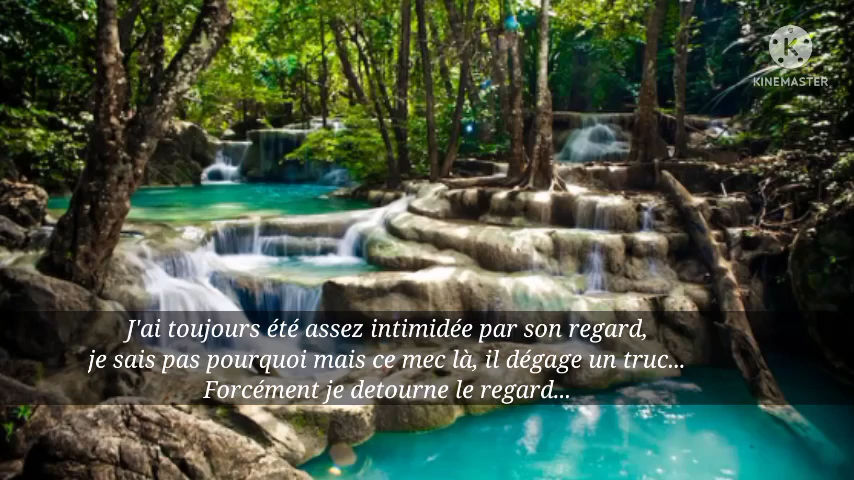 KINEMASTER
J'ai toujours été assez intimidée par son regard,
je sais pas pourquoi mais ce mec là, il dégage un truc...
Forcément je detourne le regard...